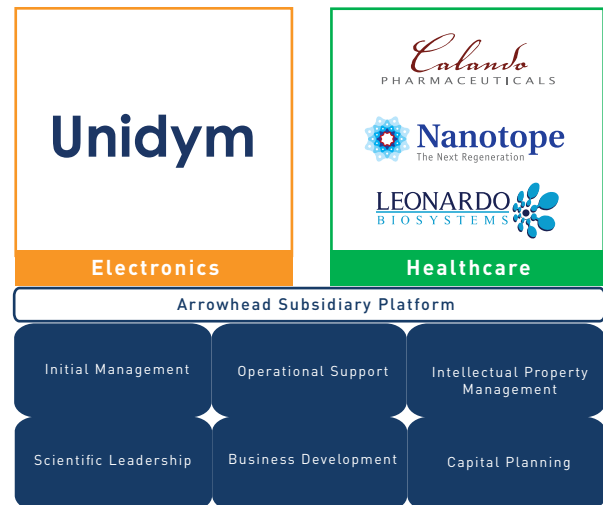 Unidym
Calando
PHARMACEUTICALS
Nanotope
The Next Regeneration
LEONARDO
BIOSYSTEMS
Electronics
Healthcare
Arrowhead Subsidiary Platform
Initial Management
Operational Support
Intellectual Property
Management
Scientific Leadership
Business Development
Capital Planning